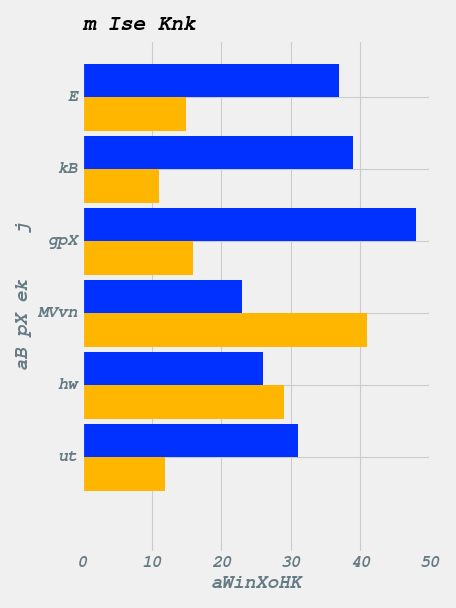 m Ise Knk
E
kB
gpX
MVvn
hw
ut
aB pX ek   j
0 10 20 30 40 50
aWinXoHK